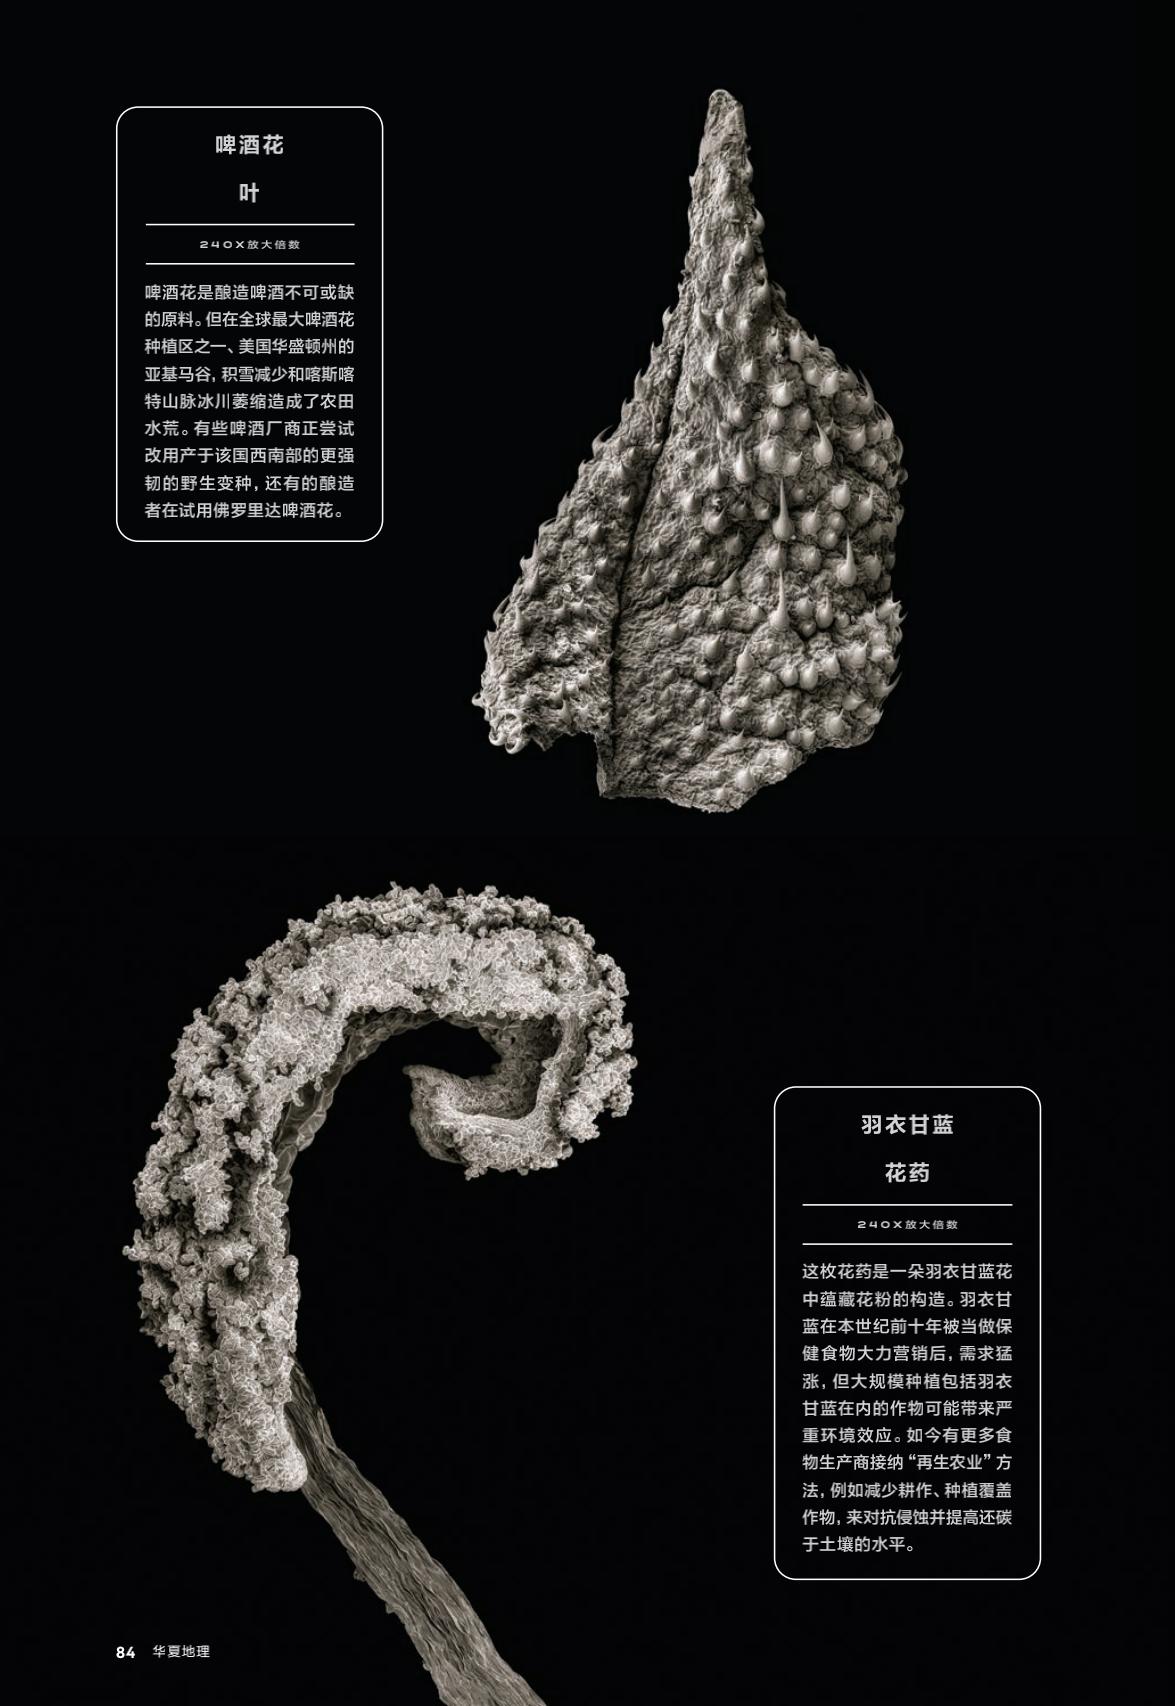 啤酒花
叶
240X放大倍数
啤酒花是酿造啤酒不可或缺
的原料。但在全球最大啤酒花
种植区之一、美国华盛顿州的
亚基马谷, 积雪减少和喀斯喀
特山脉冰川萎缩造成了农田
水荒。有些啤酒厂商正尝试
改用产于该国西南部的更强
韧的野生变种, 还有的酿造
者在试用佛罗里达啤酒花。
羽衣甘蓝
花药
240X放大倍数
这枚花药是一朵羽衣甘蓝花
中蕴藏花粉的构造。羽衣甘
蓝在本世纪前十年被当做保
健食物大力营销后, 需求猛
涨, 但大规模种植包括羽衣
甘蓝在内的作物可能带来严
重环境效应。如今有更多食
物生产商接纳“再生农业”方
法, 例如减少耕作、种植覆盖
作物, 来对抗侵蚀并提高还碳
于土壤的水平。
84 华夏地理